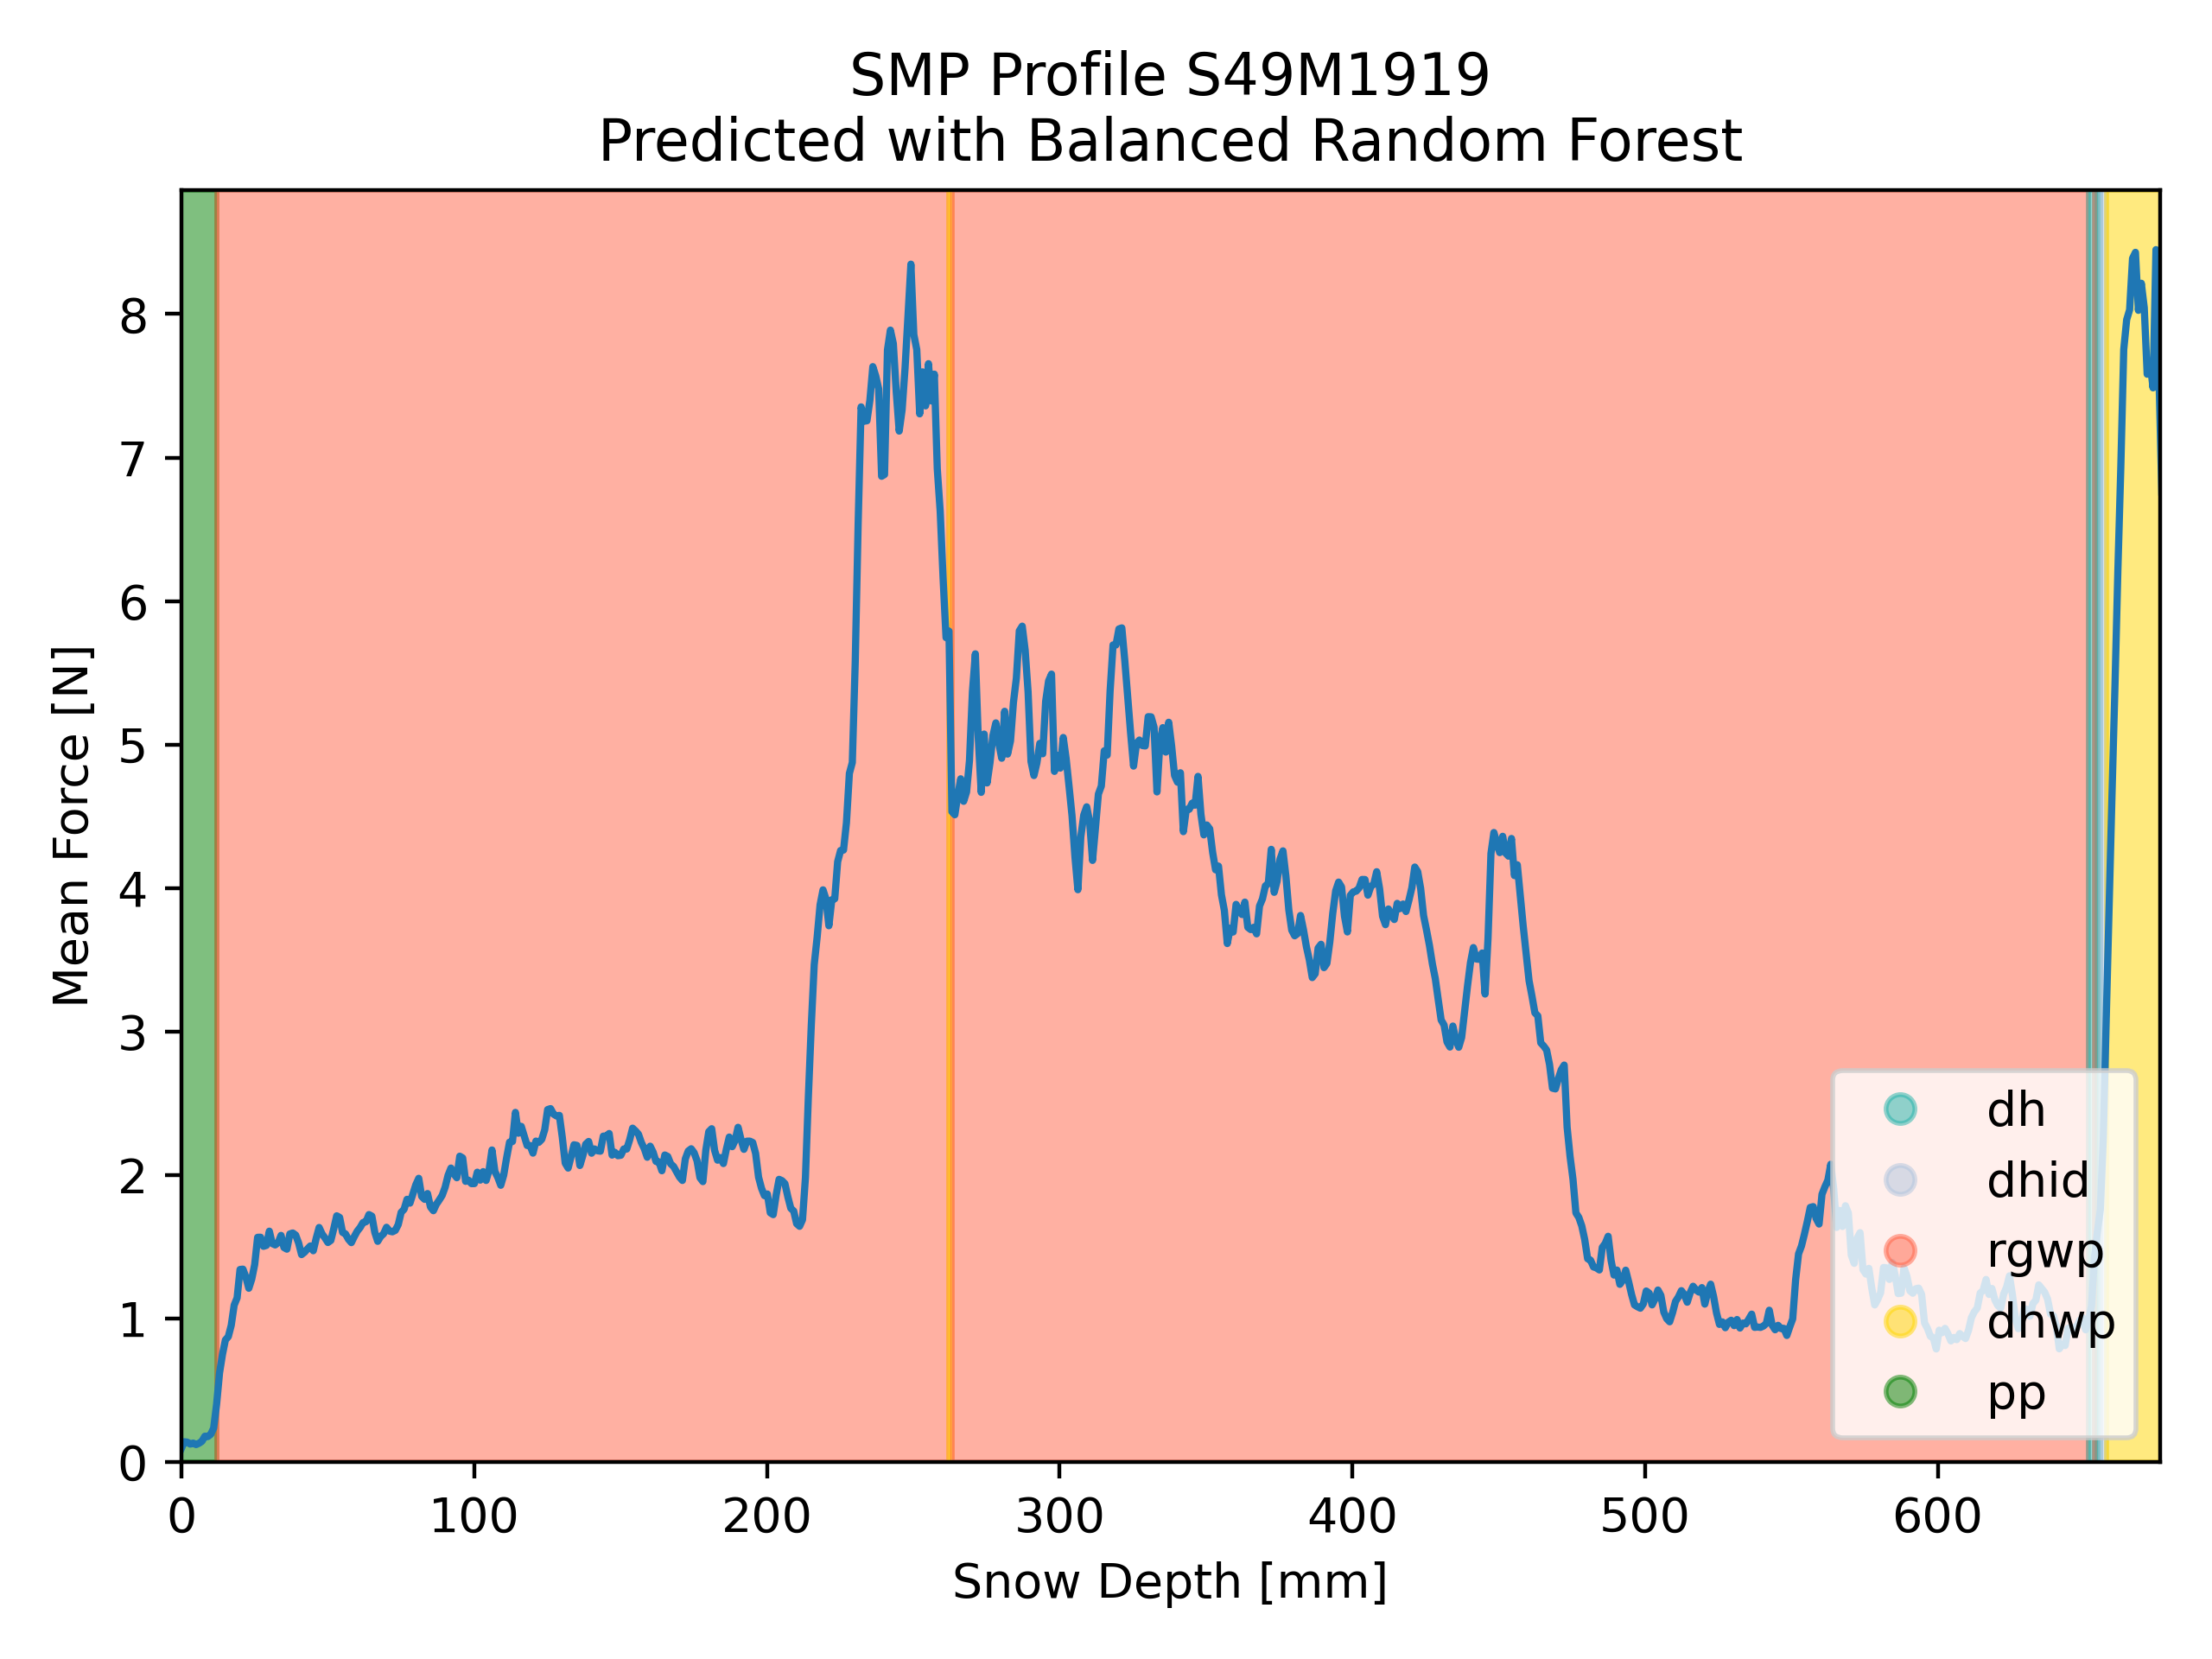 SMP Profile S49M1919
Predicted with Balanced Random Forest
Mean Force [N]
8
7
6
5
4
3
2
1
0
dh
dhid
rgwp
dhwp
pp
0 100 200 300 400 500 600
Snow Depth [mm]